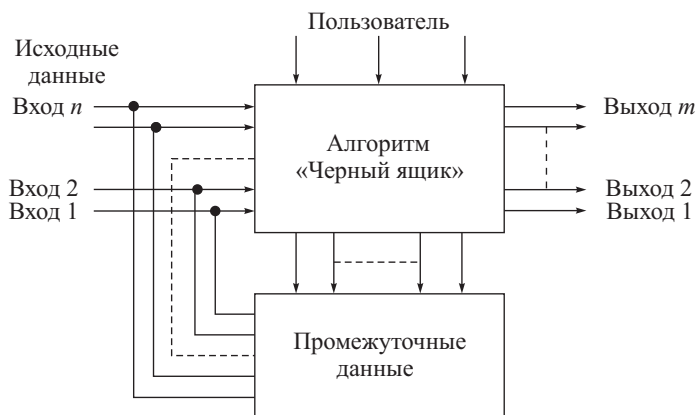 Пользователь
Исходные
данные
Вход n
Выход m
Алгоритм
«Черный ящик»
Вход 2
Выход 2
Вход 1
Выход 1
Промежуточные
данные